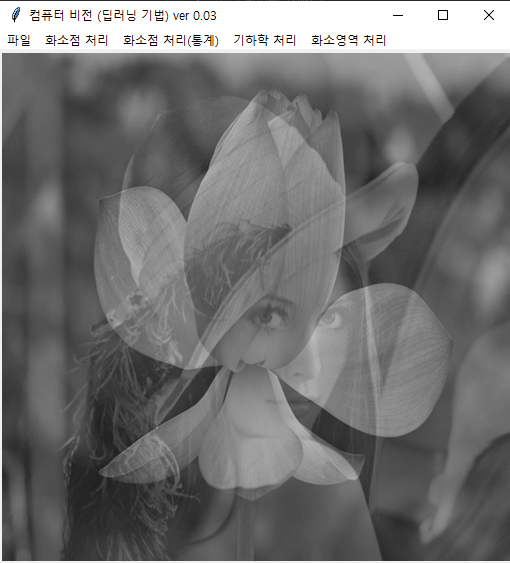 컴퓨터 비전 (딥러닝 기법) ver 0.03
파일 화소점 처리 화소점 처리(통계) 기하학 처리 화소영역 처리